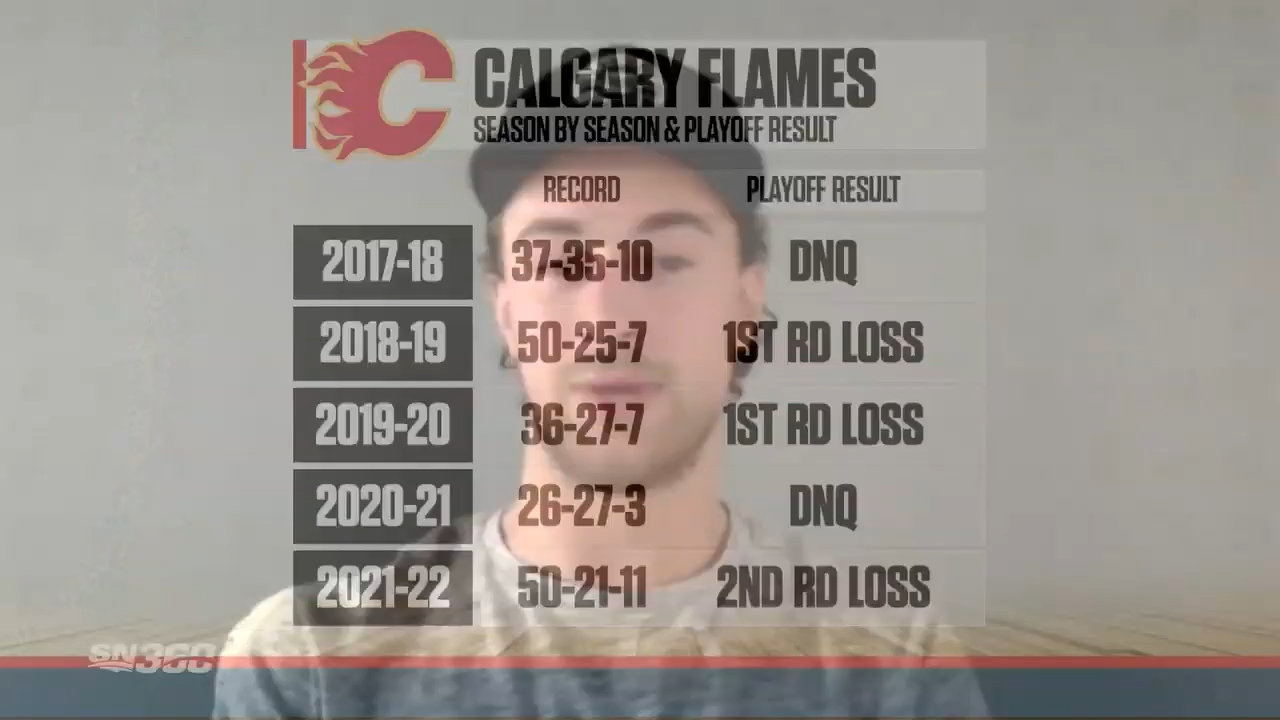 CALGARY FLAMES
SEASON BY SEASON & PLAYOFF RESULT
RECORD PLAYOFF RESULT
2017-18 37-35-10 DNQ
2018-19 50-25-7 1ST RD LOSS
2019-20 36-27-7 1ST RD LOSS
2020-21 26-27-3 DNQ
2021-22 50-21-11 2ND RD LOSS
SN360